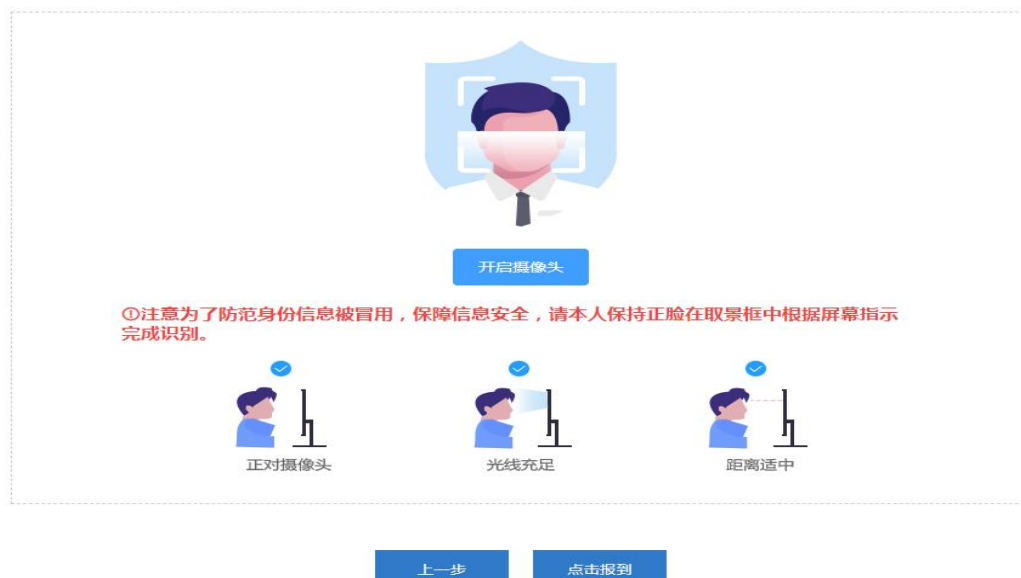 开启摄像头
①注意为了防范身份信息被冒用，保障信息安全，请本人保持正脸在取景框中根据屏幕指示
完成识别。
正对摄像头
光线充足
距离适中
上一步
点击报到